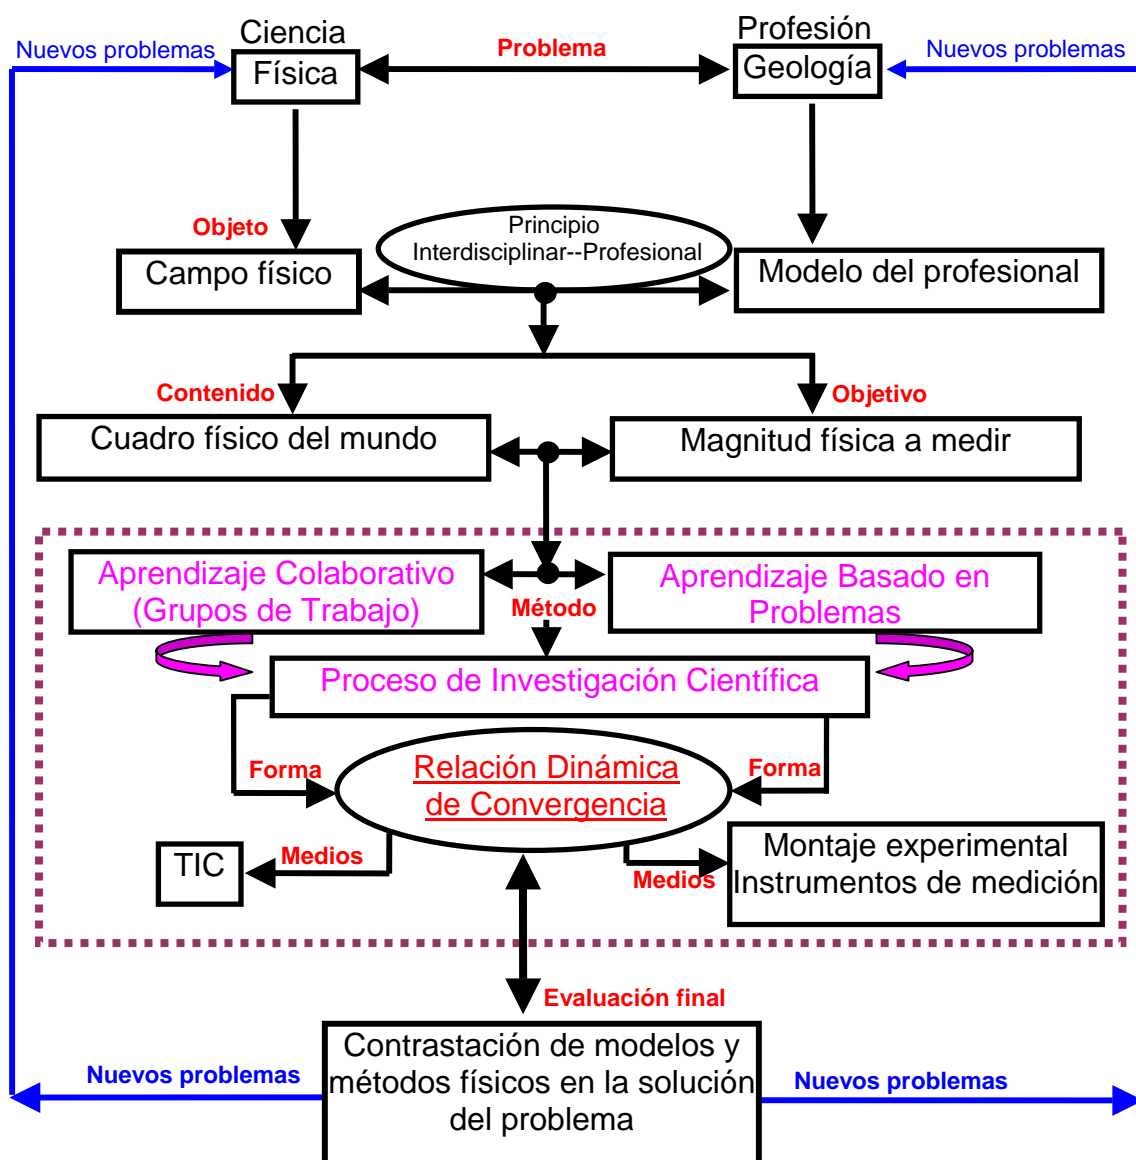 Ciencia
Profesión
Nuevos problemas
Problema
Nuevos problemas
Física
Geología
Objeto
Principio
Interdisciplinar--Profesional
Campo físico
Modelo del profesional
Contenido
Objetivo
Cuadro físico del mundo
Magnitud física a medir
Aprendizaje Colaborativo
(Grupos de Trabajo)
Método
Aprendizaje Basado en
Problemas
Proceso de Investigación Científica
Forma
Relación Dinámica
de Convergencia
Forma
TIC
Medios
Medios
Montaje experimental
Instrumentos de medición
Evaluación final
Contrastación de modelos y
métodos físicos en la solución
del problema
Nuevos problemas
Nuevos problemas